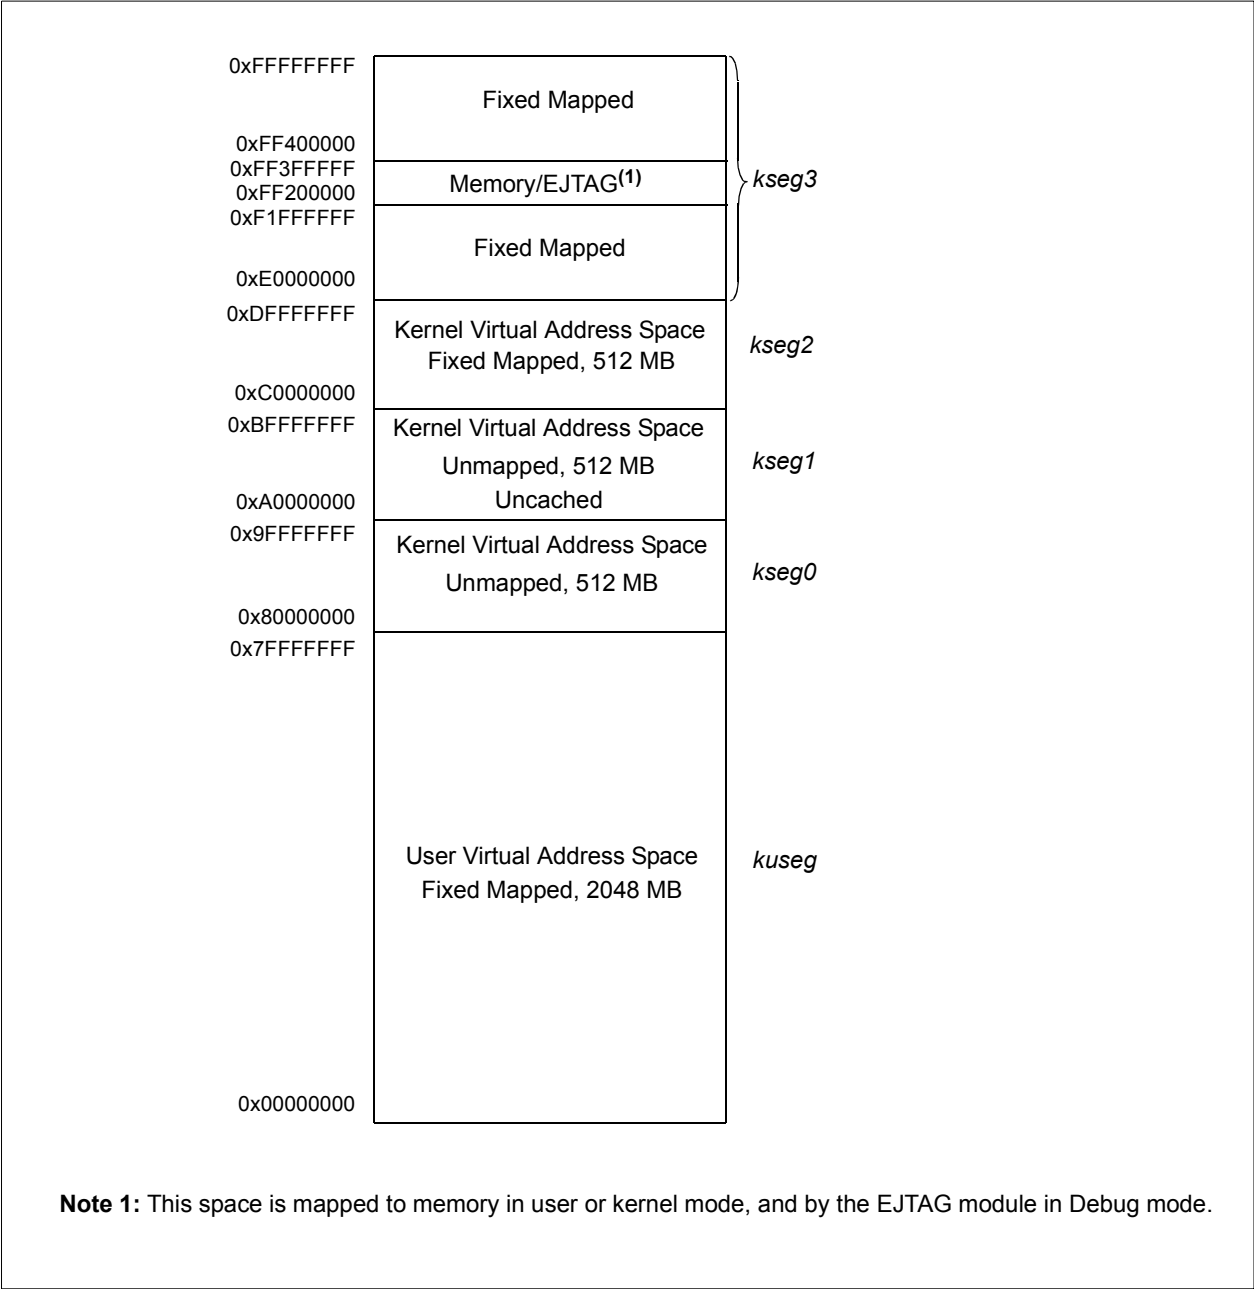 0xFFFFFFFF
Fixed Mapped
0xFF400000
0xFF3FFFFF
Memory/EJTAG(1)
kseg3
0xFF200000
0xF1FFFFFF
Fixed Mapped
0xE0000000
0xDFFFFFFF
Kernel Virtual Address Space
Fixed Mapped, 512 MB
kseg2
0xC0000000
0xBFFFFFFF
Kernel Virtual Address Space
Unmapped, 512 MB
kseg1
Uncached
0xA0000000
0x9FFFFFFF
Kernel Virtual Address Space
Unmapped, 512 MB
kseg0
0x80000000
0x7FFFFFFF
User Virtual Address Space
Fixed Mapped, 2048 MB
kuseg
0x00000000
Note 1: This space is mapped to memory in user or kernel mode, and by the EJTAG module in Debug mode.